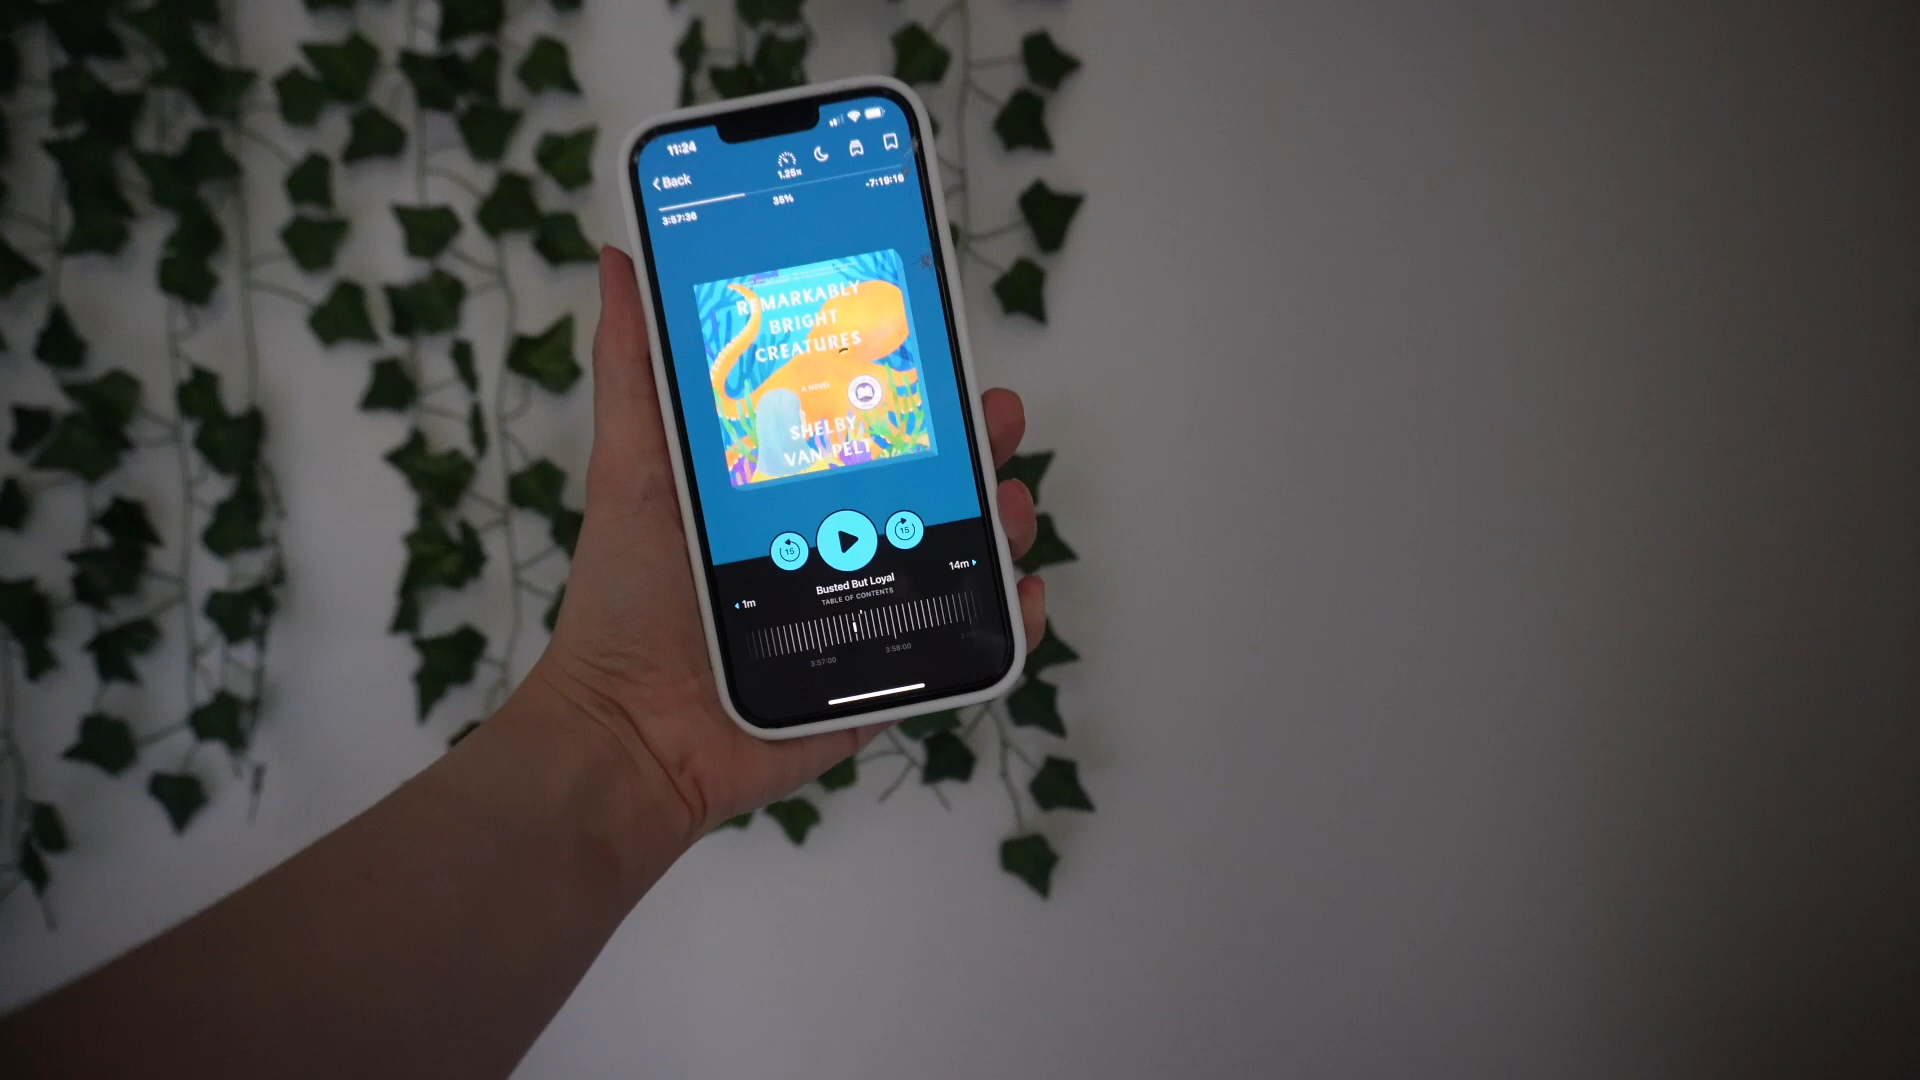 11:24
Back
1.25x
35%
-7:19:16
3:57:36
REMARKABLY
BRIGHT
CREATURES
A NOVEL
SHELBY
VAN PELT
15
15
Busted But Loyal
TABLE OF CONTENTS
1m
14m
3:57:00
3:58:00